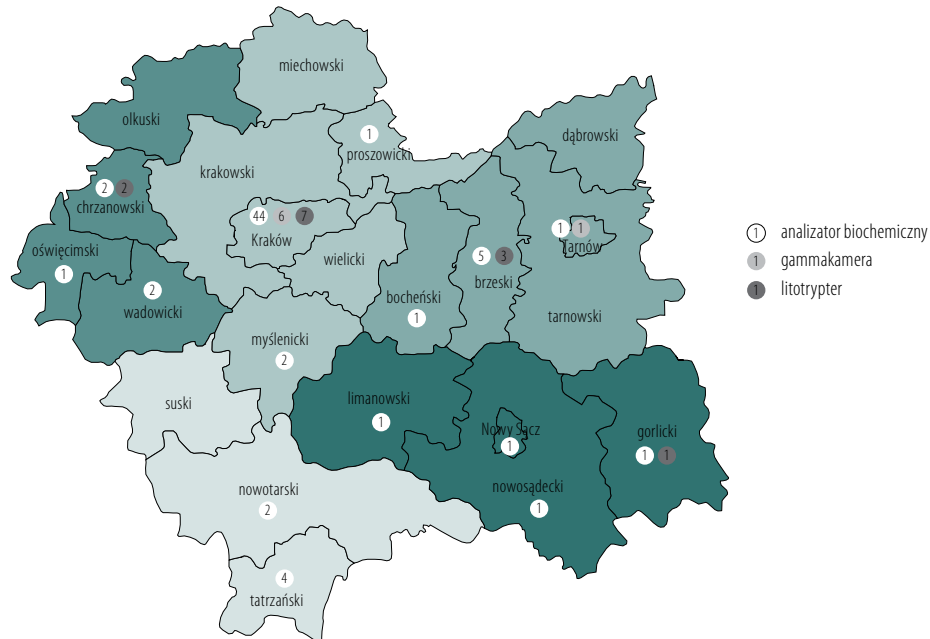 miechowski
olkuski
1
proszowicki
dąbrowski
krakowski
2 2
chrzanowski
44 6 7
Kraków
1 1
Tarnów
1 analizator biochemiczny
1 gammakamera
1 litotrypter
oświęcimski
1
wielicki
5 3
brzeski
2
wadowicki
bocheński
1
tarnowski
myślenicki
2
suski
limanowski
1
Nowy Sącz
1
gorlicki
1 1
nowotarski
2
nowosądecki
1
4
tatrzański